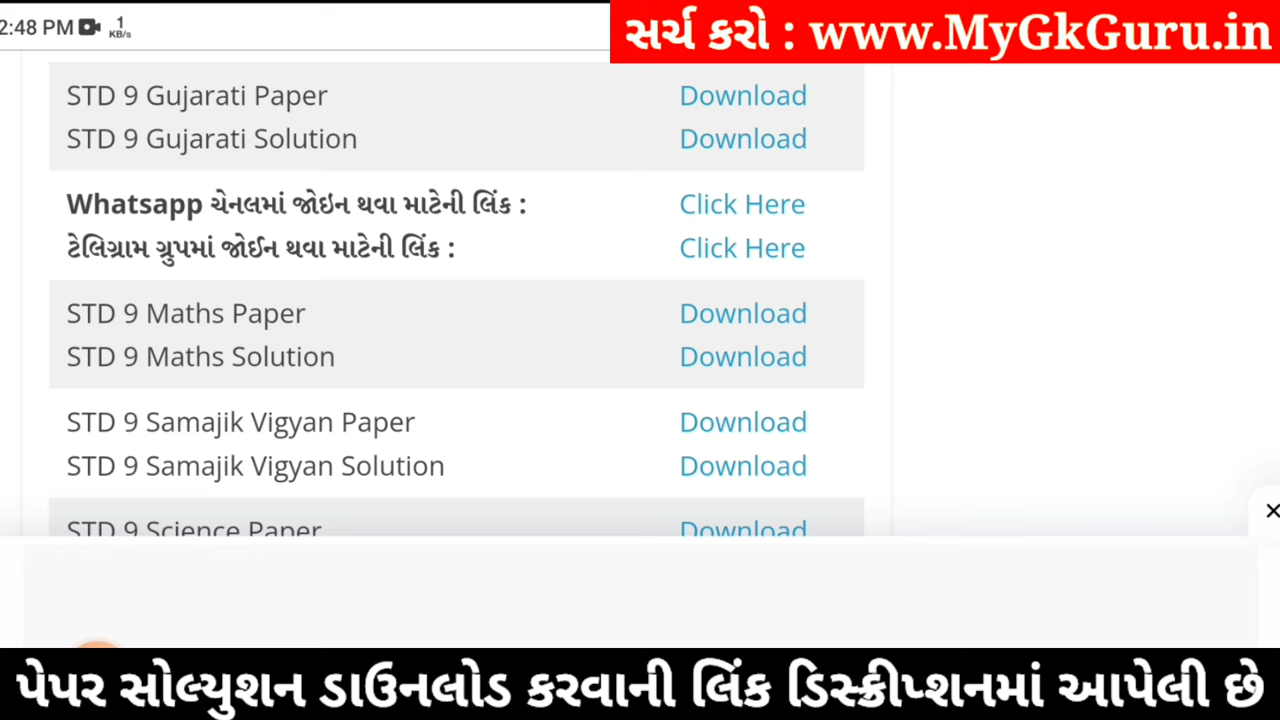 2:48 PM 1 KB/s
સર્ચ કરો : www.MyGkGuru.in
STD 9 Gujarati Paper Download
STD 9 Gujarati Solution Download
Whatsapp ચેનલમાં જોઇન થવા માટેની લિંક : Click Here
ટેલિગ્રામ ગ્રુપમાં જોઈન થવા માટેની લિંક : Click Here
STD 9 Maths Paper Download
STD 9 Maths Solution Download
STD 9 Samajik Vigyan Paper Download
STD 9 Samajik Vigyan Solution Download
STD 9 Science Paper Download
પેપર સોલ્યુશન ડાઉનલોડ કરવાની લિંક ડિસ્ક્રીપ્શનમાં આપેલી છે